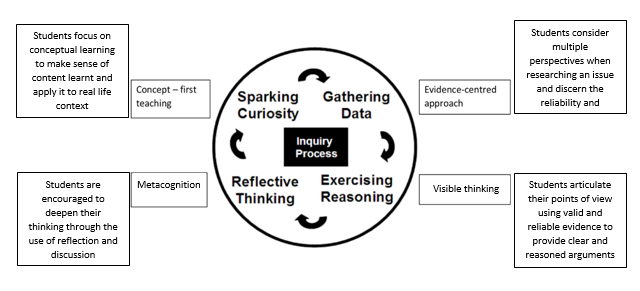 Students focus on
conceptual learning
to make sense of
content learnt and
apply it to real life
context
Concept – first
teaching
Sparking
Curiosity
Gathering
Data
Evidence-centred
approach
Students consider
multiple
perspectives when
researching an issue
and discern the
reliability and
Inquiry
Process
Students are
encouraged to
deepen their
thinking through the
use of reflection and
discussion
Metacognition
Reflective
Thinking
Exercising
Reasoning
Visible thinking
Students articulate
their points of view
using valid and
reliable evidence to
provide clear and
reasoned arguments